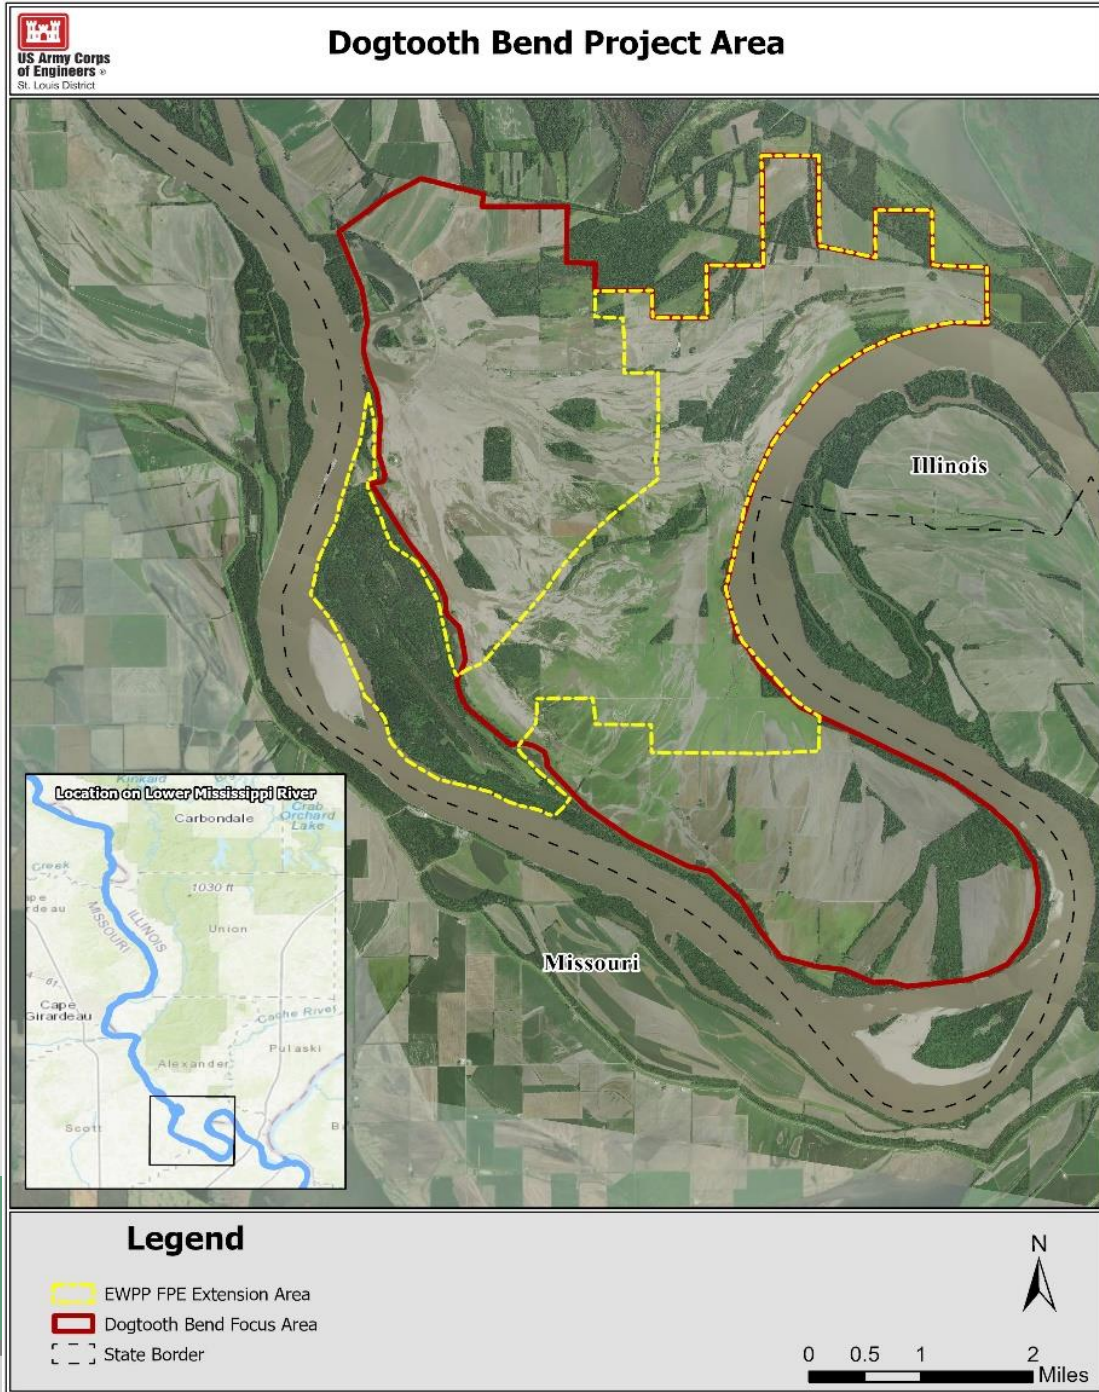 US Army Corps
of Engineers ®
St. Louis District
Dogtooth Bend Project Area
Illinois
Missouri
Location on Lower Mississippi River
Kinkaid
Carbondale
Crab
Orchard
Lake
Creek
1030 ft
Union
MISSOURI
ILLINOIS
61
Cape
Girardeau
Cache River
Pulaski
Alexander
Scott
Legend
EWPP FPE Extension Area
Dogtooth Bend Focus Area
State Border
N
0 0.5 1 2
Miles